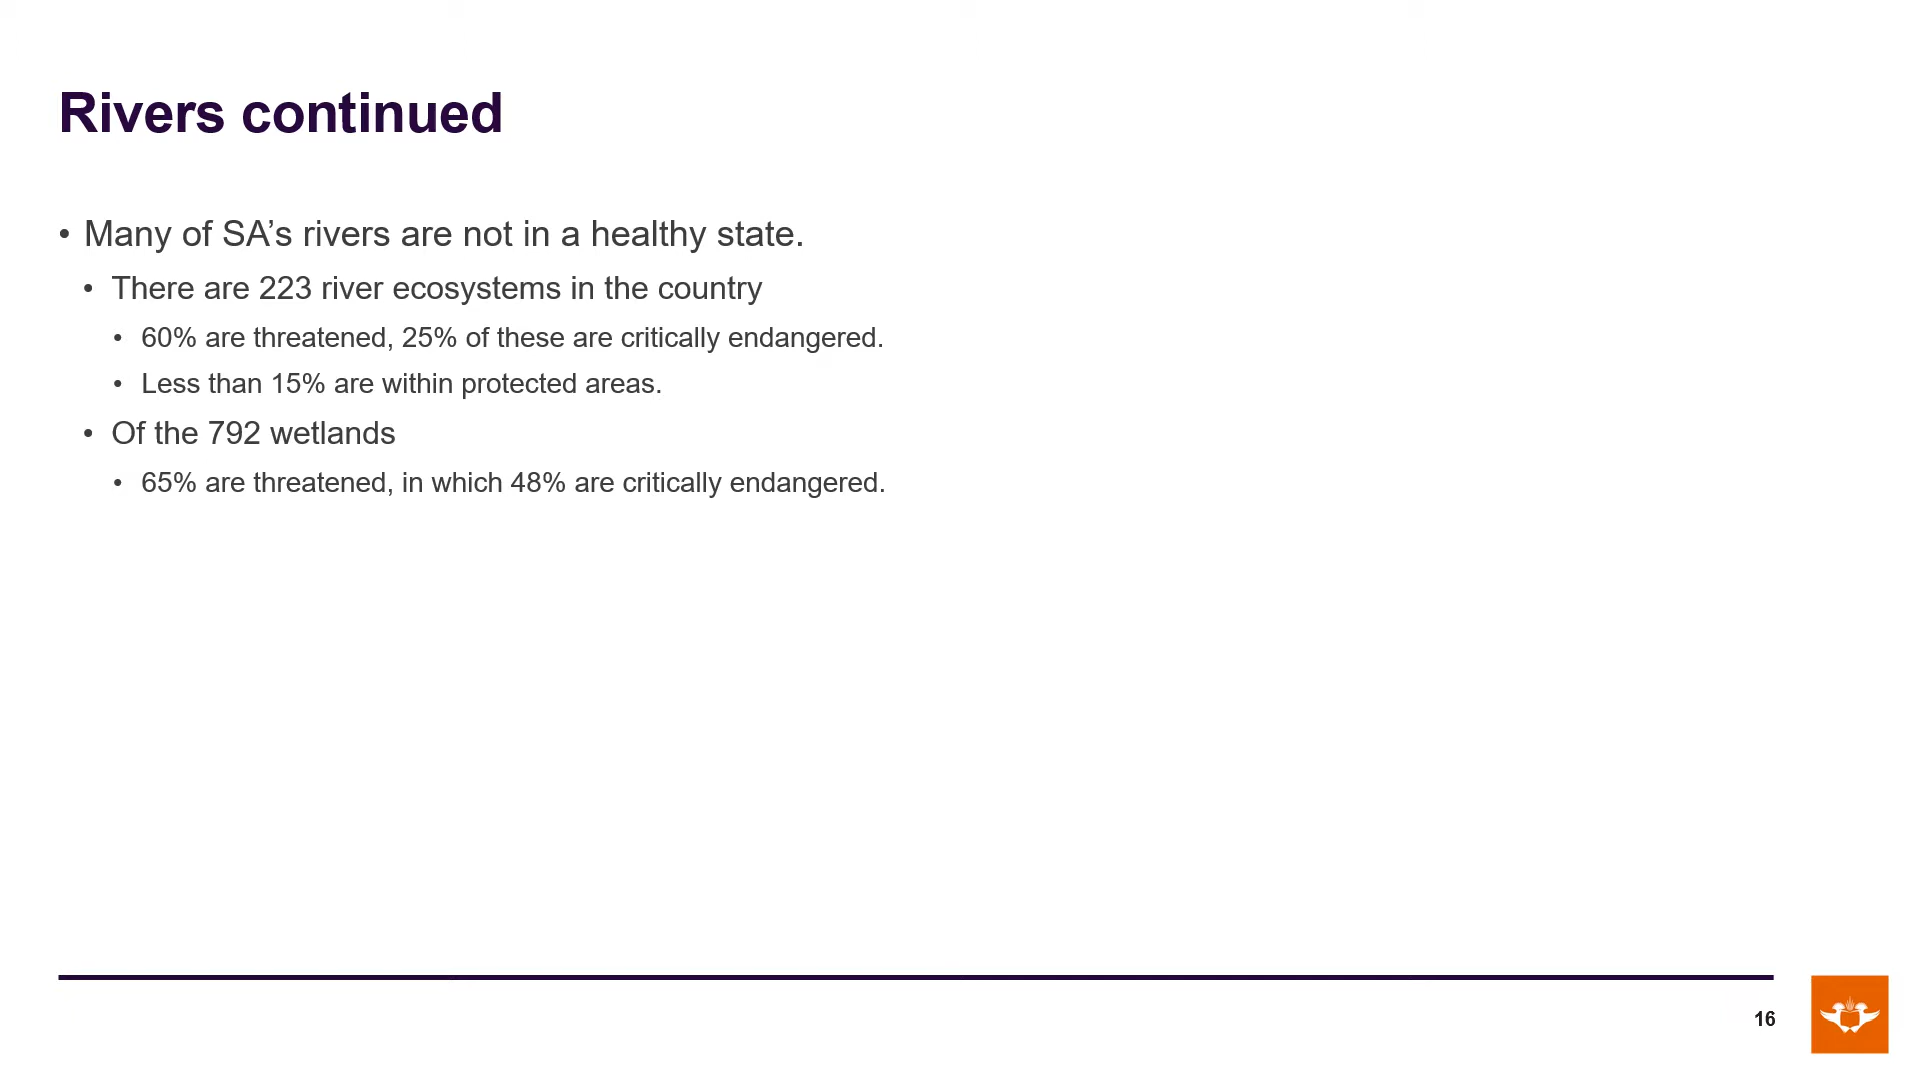 Rivers continued
• Many of SA’s rivers are not in a healthy state.
• There are 223 river ecosystems in the country
• 60% are threatened, 25% of these are critically endangered.
• Less than 15% are within protected areas.
• Of the 792 wetlands
• 65% are threatened, in which 48% are critically endangered.
16